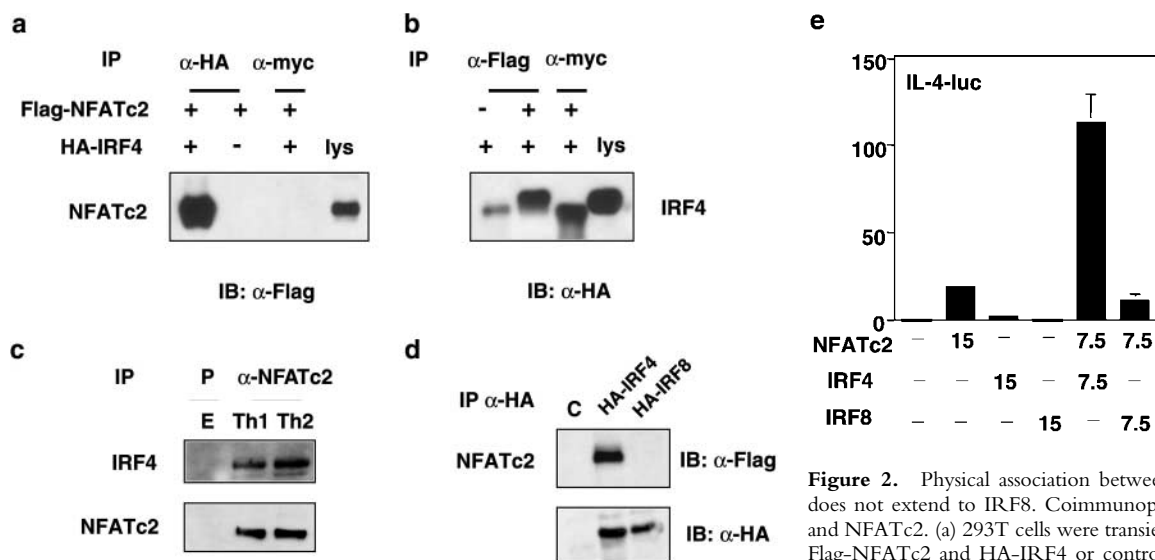 a
IP α-HA α-myc
Flag-NFATc2 + + +
HA-IRF4 + - + lys
NFATc2
IB: α-Flag
b
IP α-Flag α-myc
- + +
+ + + lys
IRF4
IB: α-HA
c
IP P α-NFATc2
E Th1 Th2
IRF4
NFATc2
d
IP α-HA C HA-IRF4 HA-IRF8
NFATc2 IB: α-Flag
IB: α-HA
e
150
IL-4-luc
100
50
0
NFATc2 – 15 – – 7.5 7.5
IRF4 – – 15 – 7.5 –
IRF8 – – – 15 – 7.5
Figure 2. Physical association betwee
does not extend to IRF8. Coimmunop
and NFATc2. (a) 293T cells were transie
Flag-NFATc2 and HA-IRF4 or contro